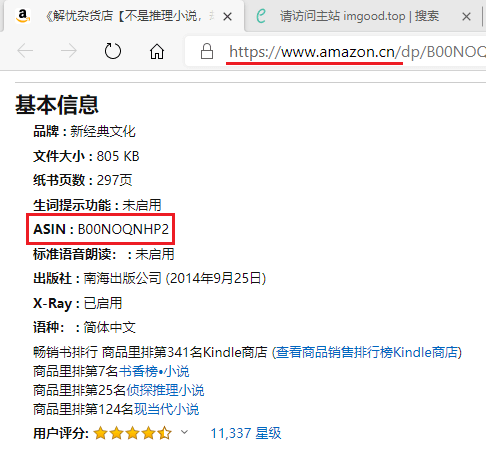 《解忧杂货店【不是推理小说，
请访问主站 imgood.top | 搜索
https://www.amazon.cn/dp/B00NOQ
基本信息
品牌 : 新经典文化
文件大小 : 805 KB
纸书页数 : 297页
生词提示功能 : 未启用
ASIN : B00NOQNHP2
标准语音朗读： : 未启用
出版社 : 南海出版公司 (2014年9月25日)
X-Ray : 已启用
语种： : 简体中文
畅销书排行 商品里排第341名Kindle商店 (查看商品销售排行榜Kindle商店)
商品里排第7名书香榜•小说
商品里排第25名侦探推理小说
商品里排第124名现当代小说
用户评分: 11,337 星级